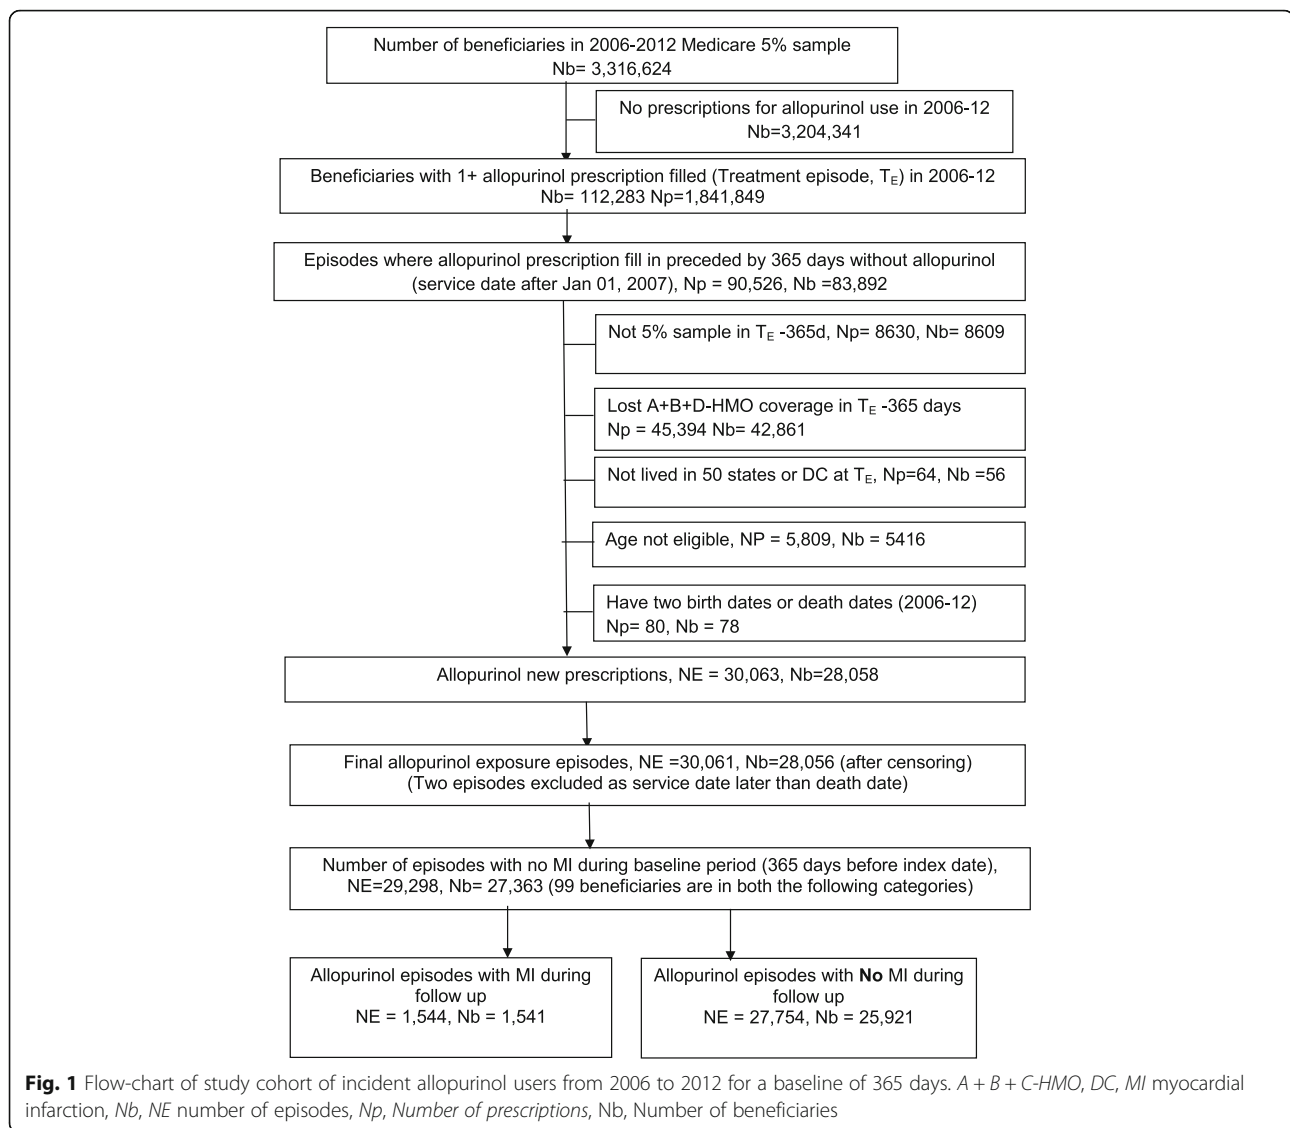 Number of beneficiaries in 2006-2012 Medicare 5% sample
Nb= 3,316,624
No prescriptions for allopurinol use in 2006-12
Nb=3,204,341
Beneficiaries with 1+ allopurinol prescription filled (Treatment episode, TE) in 2006-12
Nb= 112,283 Np=1,841,849
Episodes where allopurinol prescription fill in preceded by 365 days without allopurinol
(service date after Jan 01, 2007), Np = 90,526, Nb =83,892
Not 5% sample in TE -365d, Np= 8630, Nb= 8609
Lost A+B+D-HMO coverage in TE -365 days
Np = 45,394 Nb= 42,861
Not lived in 50 states or DC at TE, Np=64, Nb =56
Age not eligible, NP = 5,809, Nb = 5416
Have two birth dates or death dates (2006-12)
Np= 80, Nb = 78
Allopurinol new prescriptions, NE = 30,063, Nb=28,058
Final allopurinol exposure episodes, NE =30,061, Nb=28,056 (after censoring)
(Two episodes excluded as service date later than death date)
Number of episodes with no MI during baseline period (365 days before index date),
NE=29,298, Nb= 27,363 (99 beneficiaries are in both the following categories)
Allopurinol episodes with MI during
follow up
NE = 1,544, Nb = 1,541
Allopurinol episodes with No MI during
follow up
NE = 27,754, Nb = 25,921
Fig. 1 Flow-chart of study cohort of incident allopurinol users from 2006 to 2012 for a baseline of 365 days. A + B + C-HMO, DC, MI myocardial
infarction, Nb, NE number of episodes, Np, Number of prescriptions, Nb, Number of beneficiaries